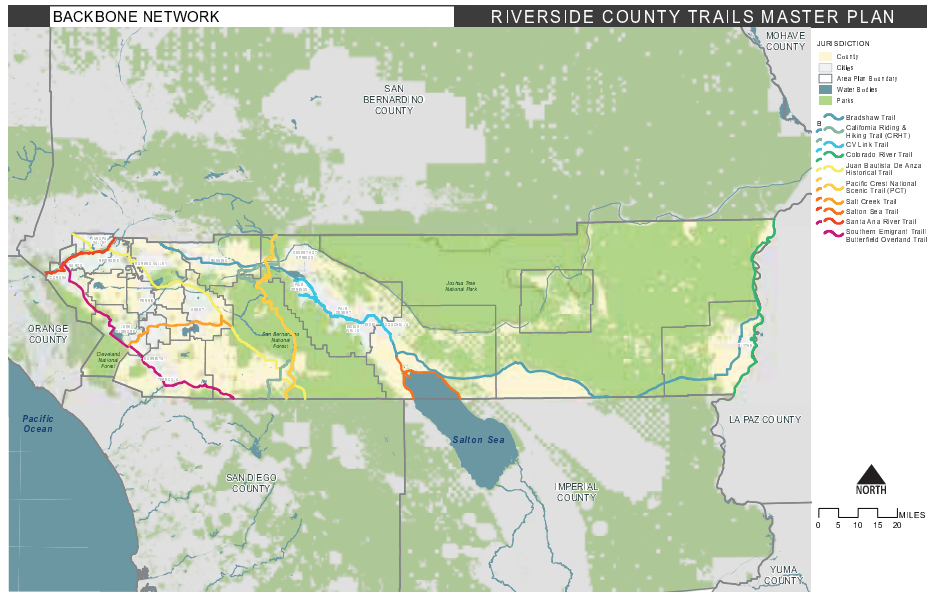 BACKBONE NETWORK
RIVERSIDE COUNTY TRAILS MASTER PLAN
MOHAVE
COUNTY
SAN
BERNARDINO
COUNTY
JURISDICTION
County
Cities
Area Plan Boundary
Water Bodies
Parks
B
Bradshaw Trail
California Riding &
Hiking Trail (CRHT)
CV Link Trail
Colorado River Trail
Juan Bautista De Anza
Historical Trail
Pacific Crest National
Scenic Trail (PCT)
Salt Creek Trail
Salton Sea Trail
Santa Ana River Trail
Southern Emigrant Trail
Butterfield Overland Trail
Joshua Tree
National Park
ORANGE
COUNTY
San Bernardino
National
Forest
Cleveland
National
Forest
Pacific
Ocean
Salton Sea
LA PAZ COUNTY
SAN DIEGO
COUNTY
IMPERIAL
COUNTY
NORTH
MILES
0 5 10 15 20
YUMA
COUNTY